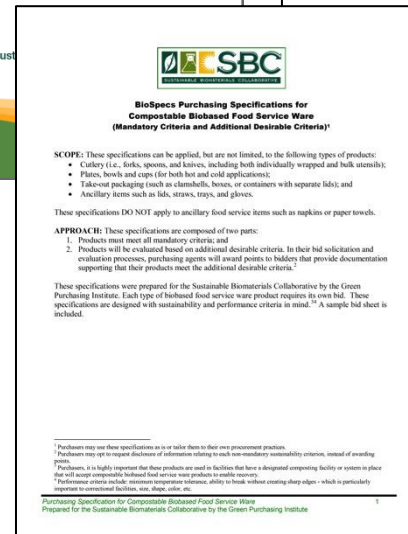 ust
SBC
SUSTAINABLE BIOMATERIALS COLLABORATIVE
BioSpecs Purchasing Specifications for
Compostable Biobased Food Service Ware
(Mandatory Criteria and Additional Desirable Criteria)¹
SCOPE: These specifications can be applied, but are not limited, to the following types of products:
• Cutlery (i.e., forks, spoons, and knives, including both individually wrapped and bulk utensils);
• Plates, bowls and cups (for both hot and cold applications);
• Take-out packaging (such as clamshells, boxes, or containers with separate lids); and
• Ancillary items such as lids, straws, trays, and gloves.
These specifications DO NOT apply to ancillary food service items such as napkins or paper towels.
APPROACH: These specifications are composed of two parts:
1. Products must meet all mandatory criteria; and
2. Products will be evaluated based on additional desirable criteria. In their bid solicitation and
evaluation processes, purchasing agents will award points to bidders that provide documentation
supporting that their products meet the additional desirable criteria.²
These specifications were prepared for the Sustainable Biomaterials Collaborative by the Green
Purchasing Institute. Each type of biobased food service ware product requires its own bid. These
specifications are designed with sustainability and performance criteria in mind.³⁴ A sample bid sheet is
included.
¹ Purchasers may use these specifications as is or tailor them to their own procurement practices.
² Purchasers may opt to request disclosure of information relating to each non-mandatory sustainability criterion, instead of awarding
points.
³ Purchasers, it is highly important that these products are used in facilities that have a designated composting facility or system in place
that will accept compostable biobased food service ware products to enable recovery.
⁴ Performance criteria include: minimum temperature tolerance, ability to break without creating sharp edges - which is particularly
important to correctional facilities, size, shape, color, etc.
Purchasing Specification for Compostable Biobased Food Service Ware 1
Prepared for the Sustainable Biomaterials Collaborative by the Green Purchasing Institute